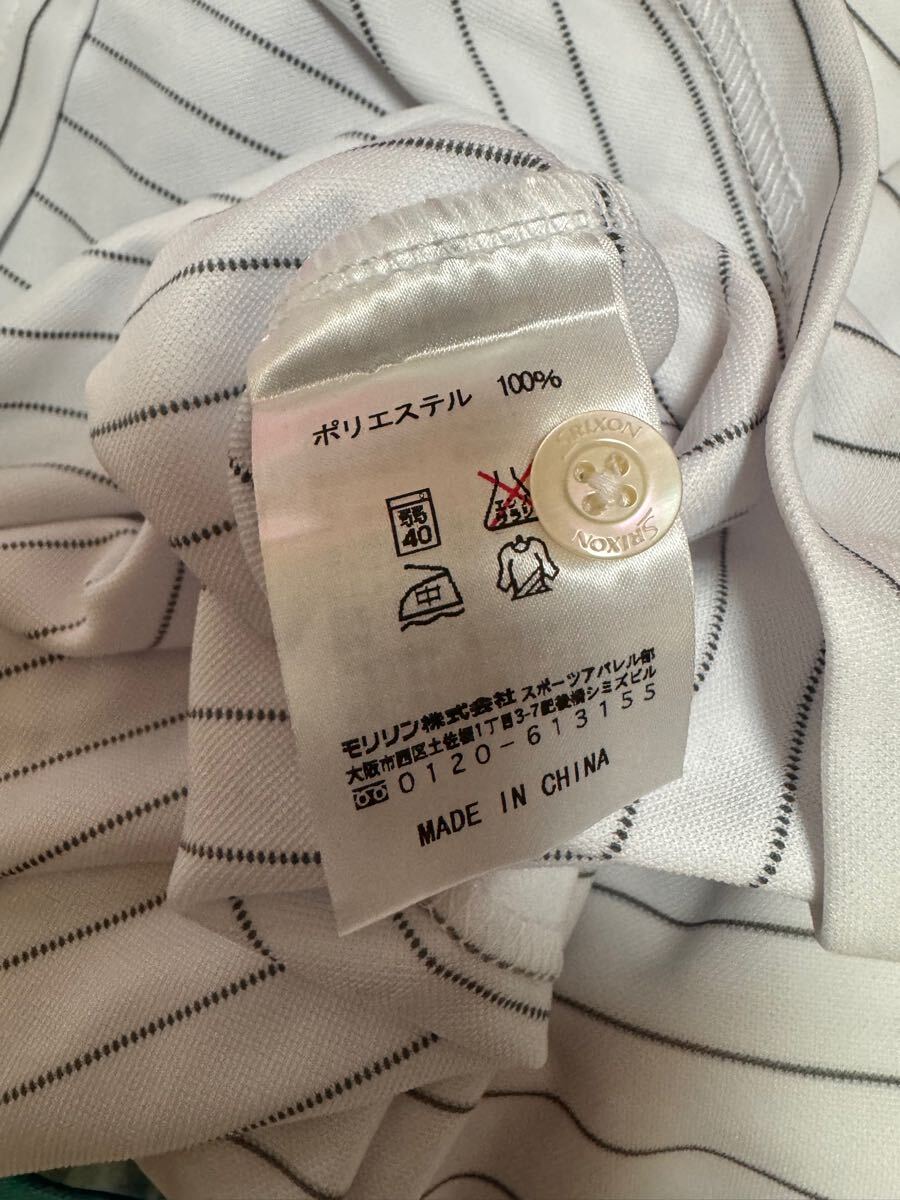 ポリエステル 100%
SRIXON
SRIXON
40
中
モリリン株式会社 スポーツアパレル部
大阪市西区土佐堀1丁目3-7肥後橋シミズビル
0120-613155
MADE IN CHINA